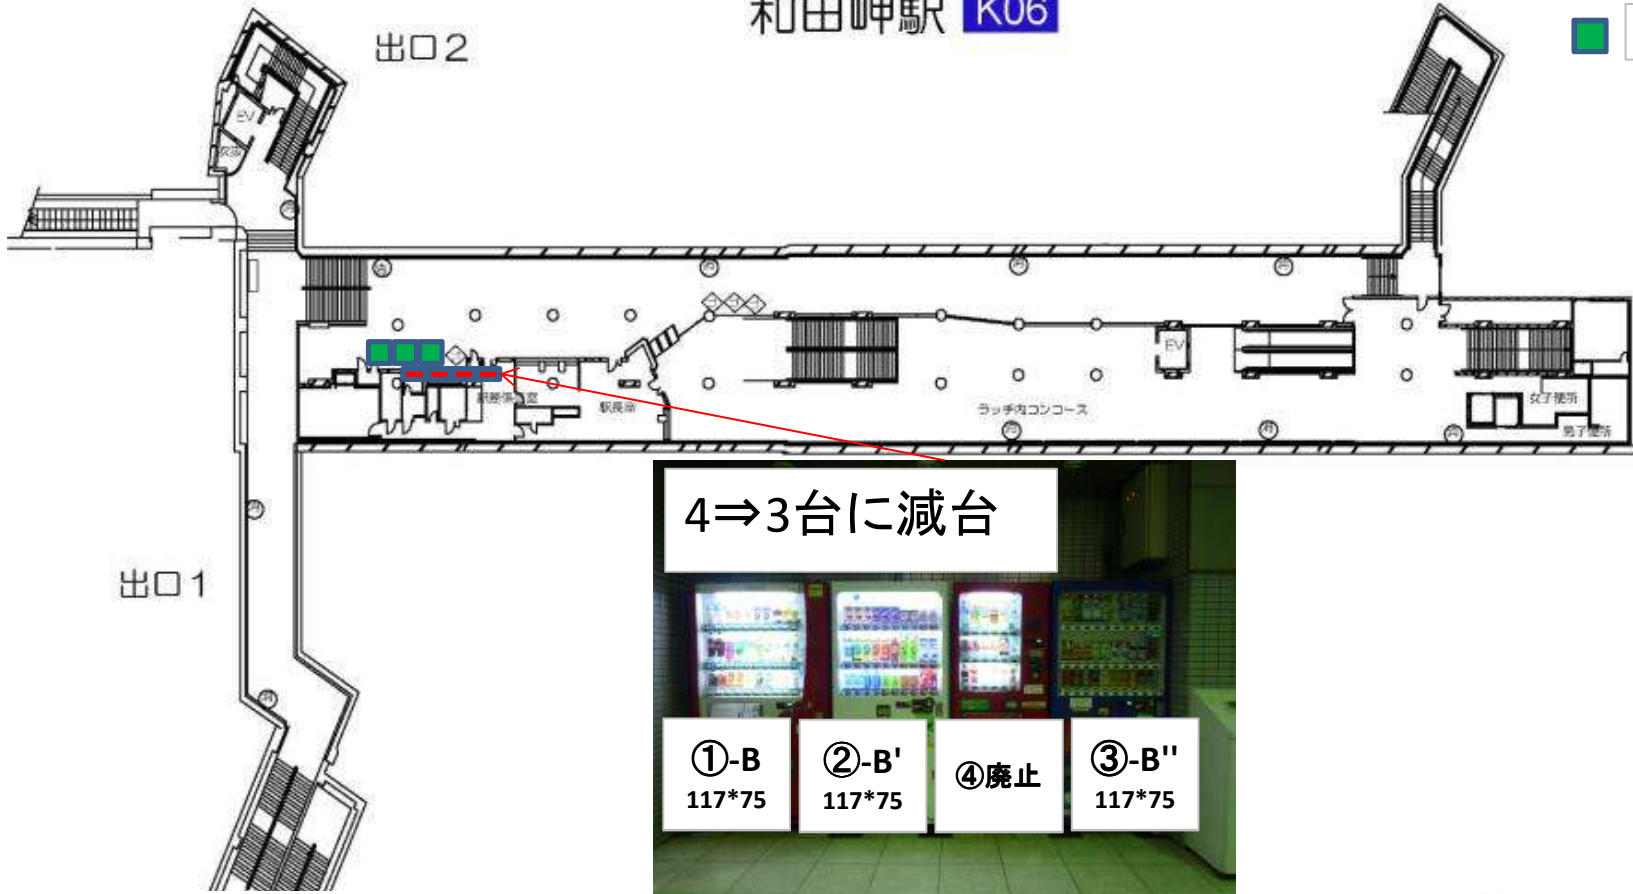 和田岬駅 K06
出口2
EV
EV
駅長室
ラッチ内コンコース
女子便所
男子便所
出口1
4⇒3台に減台
①-B
117*75
②-B'
117*75
④廃止
③-B''
117*75